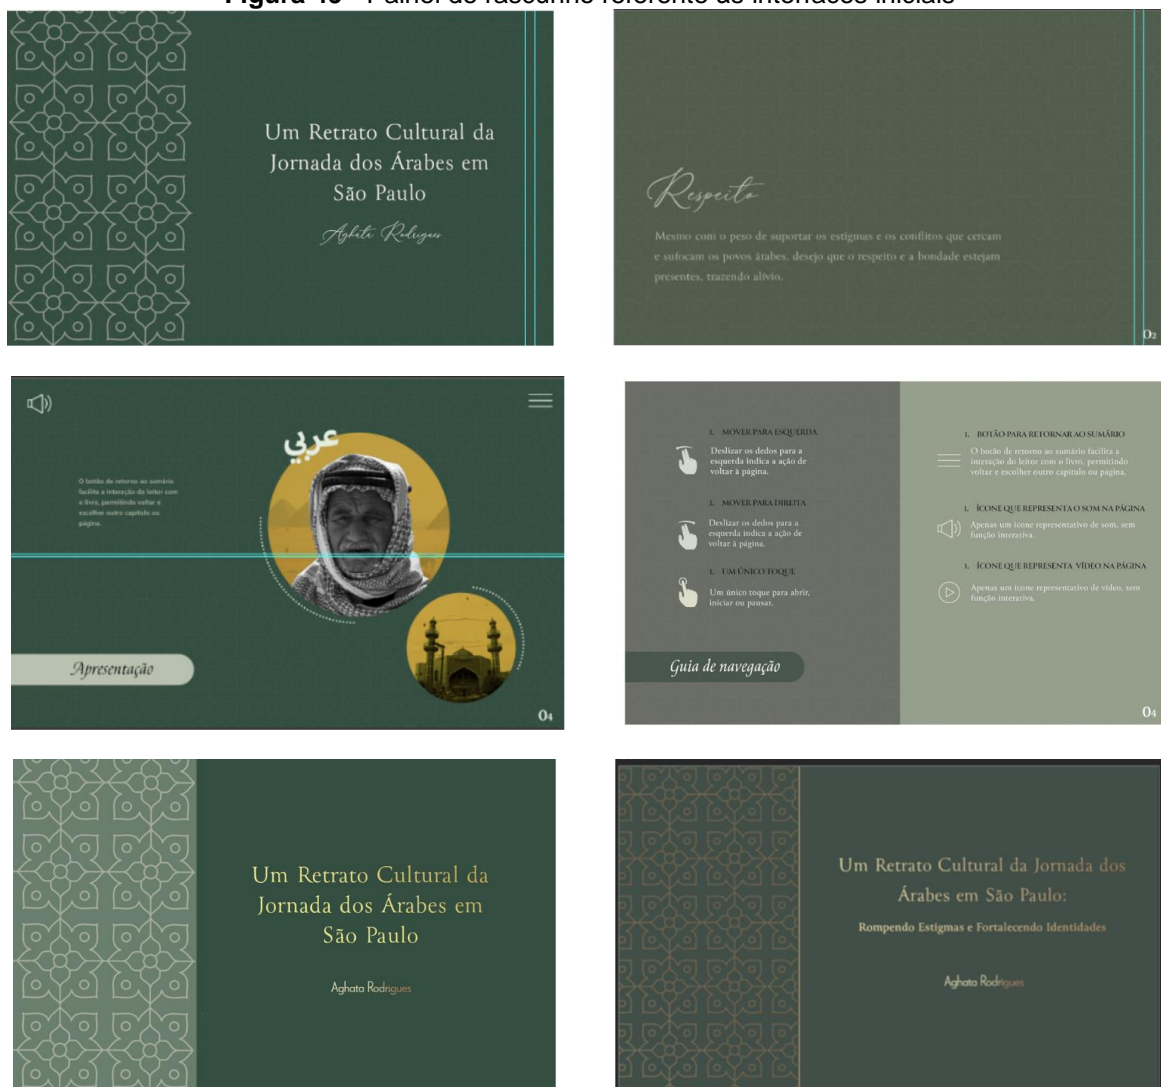 Um Retrato Cultural da
Jornada dos Árabes em
São Paulo
Aghata Rodrigues
Respeito
Mesmo com o peso de suportar os estigmas e os conflitos que cercam
e sufocam os povos árabes, desejo que o respeito e a bondade estejam
presentes, trazendo alívio.
02
عربي
O botão de retorno ao sumário
facilita a interação do leitor com
o livro, permitindo voltar e
escolher outro capítulo ou
página.
Apresentação
04
1. MOVER PARA ESQUERDA
Deslizar os dedos para a
esquerda indica a ação de
voltar à página.
1. MOVER PARA DIREITA
Deslizar os dedos para a
esquerda indica a ação de
voltar à página.
1. UM ÚNICO TOQUE
Um único toque para abrir,
iniciar ou pausar.
Guia de navegação
1. BOTÃO PARA RETORNAR AO SUMÁRIO
O botão de retorno ao sumário facilita a
interação do leitor com o livro, permitindo
voltar e escolher outro capítulo ou página.
1. ÍCONE QUE REPRESENTA O SOM NA PÁGINA
Apenas um ícone representativo de som, sem
função interativa.
1. ÍCONE QUE REPRESENTA VÍDEO NA PÁGINA
Apenas um ícone representativo de vídeo, sem
função interativa.
04
Um Retrato Cultural da
Jornada dos Árabes em
São Paulo
Aghata Rodrigues
Um Retrato Cultural da Jornada dos
Árabes em São Paulo:
Rompendo Estigmas e Fortalecendo Identidades
Aghata Rodrigues